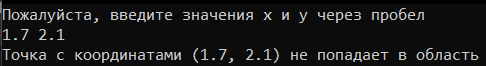 Пожалуйста, введите значения x и y через пробел
1.7 2.1
Точка с координатами (1.7, 2.1) не попадает в область